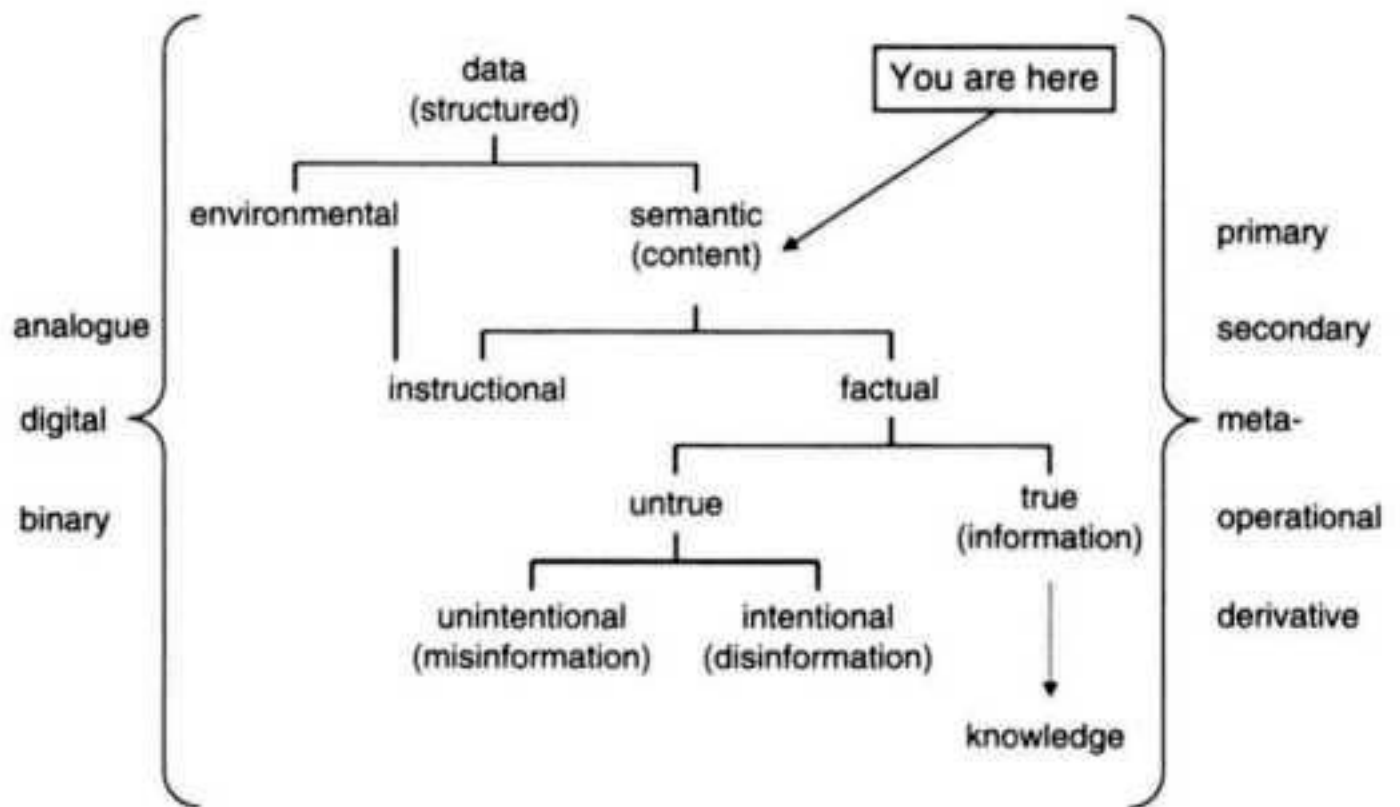 data
(structured)
You are here
environmental
semantic
(content)
primary
analogue
secondary
instructional
factual
digital
meta-
untrue
true
(information)
binary
operational
unintentional
(misinformation)
intentional
(disinformation)
derivative
knowledge